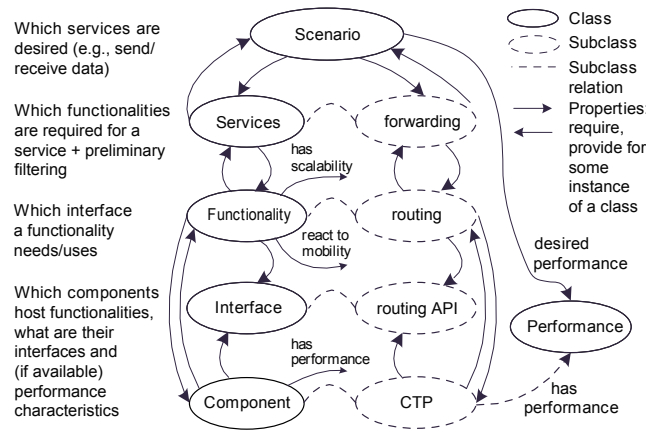 Which services are
desired (e.g., send/
receive data)
Which functionalities
are required for a
service + preliminary
filtering
Which interface
a functionality
needs/uses
Which components
host functionalities,
what are their
interfaces and
(if available)
performance
characteristics
Scenario
Services
forwarding
has
scalability
Functionality
routing
react to
mobility
Interface
routing API
has
performance
Component
CTP
Class
Subclass
Subclass
relation
Properties:
require,
provide for
some
instance
of a class
desired
performance
Performance
has
performance